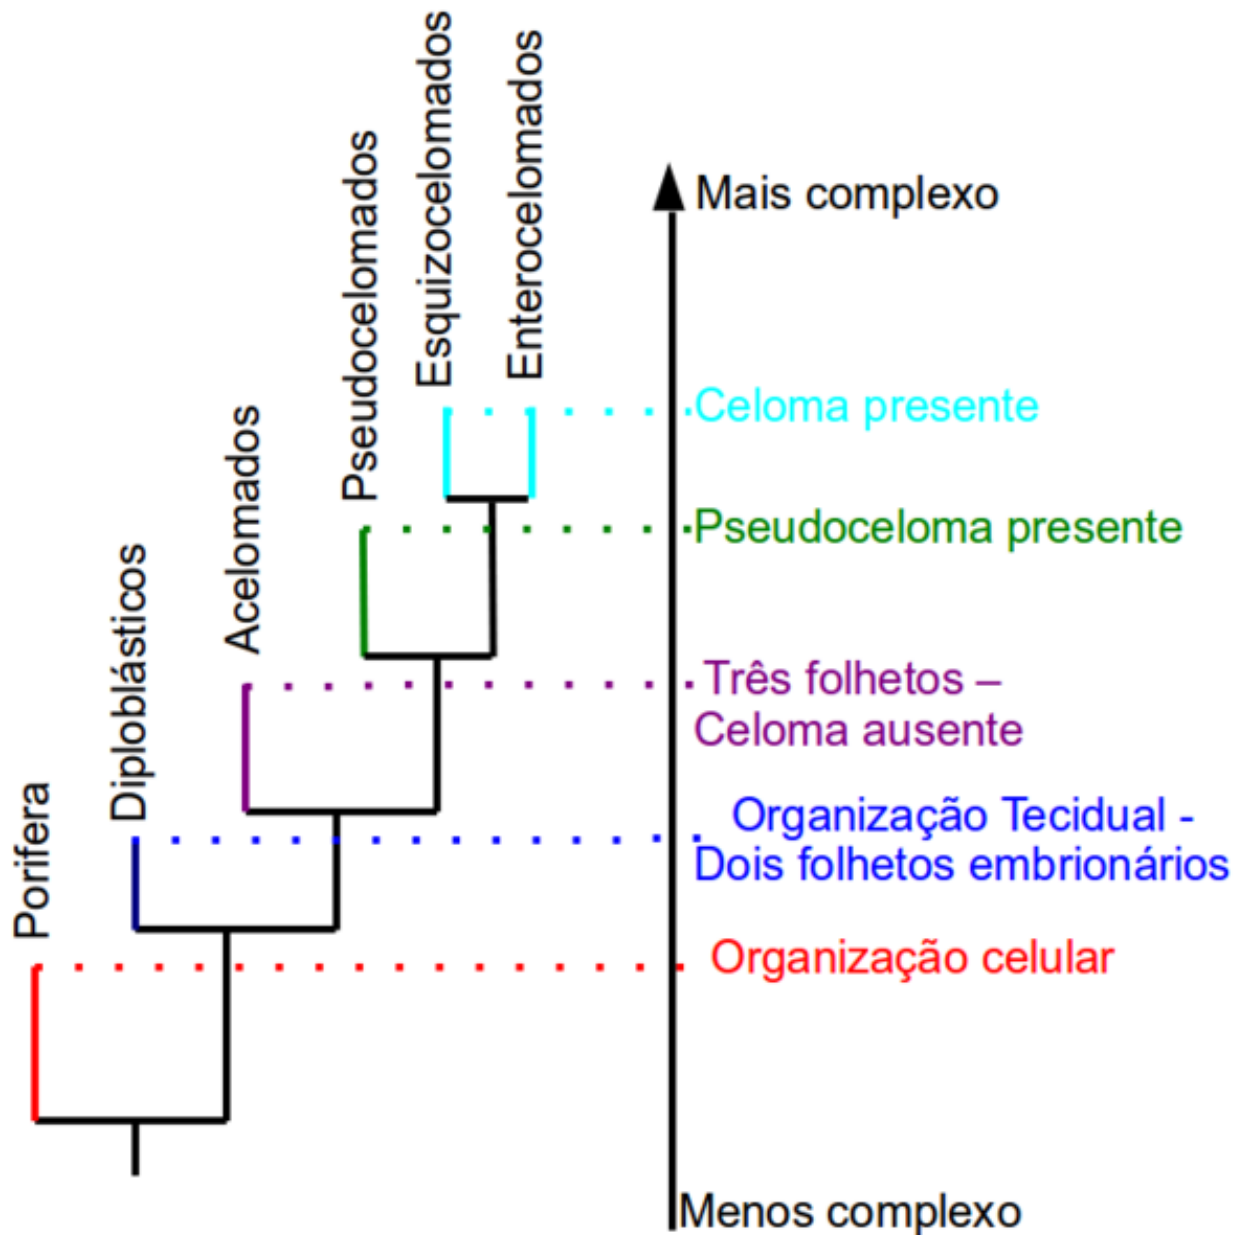 Porifera
Diploblásticos
Acelomados
Pseudocelomados
Esquizocelomados
Enterocelomados
Mais complexo
Celoma presente
Pseudoceloma presente
Três folhetos –
Celoma ausente
Organização Tecidual -
Dois folhetos embrionários
Organização celular
Menos complexo